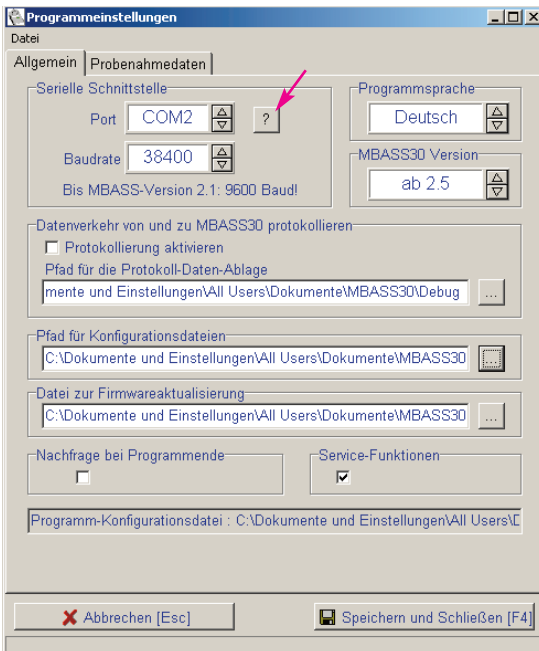 Programmeinstellungen
Datei
Allgemein Probenahmedaten
Serielle Schnittstelle
Port COM2 ?
Baudrate 38400
Bis MBASS-Version 2.1: 9600 Baud!
Programmsprache
Deutsch
MBASS30 Version
ab 2.5
Datenverkehr von und zu MBASS30 protokollieren
Protokollierung aktivieren
Pfad für die Protokoll-Daten-Ablage
mente und Einstellungen\All Users\Dokumente\MBASS30\Debug ...
Pfad für Konfigurationsdateien
C:\Dokumente und Einstellungen\All Users\Dokumente\MBASS30 ...
Datei zur Firmwareaktualisierung
C:\Dokumente und Einstellungen\All Users\Dokumente\MBASS30 ...
Nachfrage bei Programmende
Service-Funktionen
Programm-Konfigurationsdatei : C:\Dokumente und Einstellungen\All Users\D
Abbrechen [Esc] Speichern und Schließen [F4]